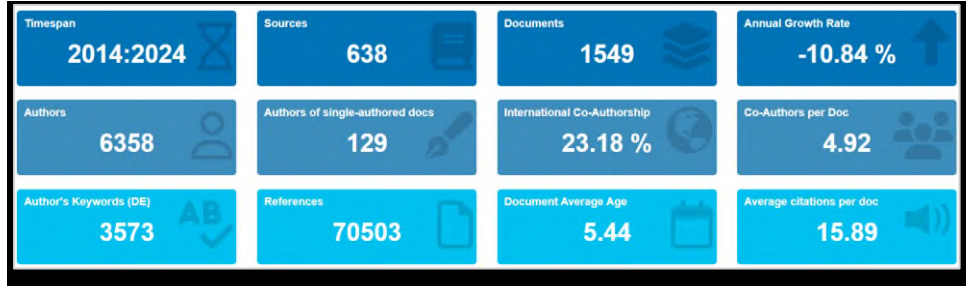 Timespan
2014:2024
Sources
638
Documents
1549
Annual Growth Rate
-10.84 %
Authors
6358
Authors of single-authored docs
129
International Co-Authorship
23.18 %
Co-Authors per Doc
4.92
Author's Keywords (DE)
3573
AB
References
70503
Document Average Age
5.44
Average citations per doc
15.89